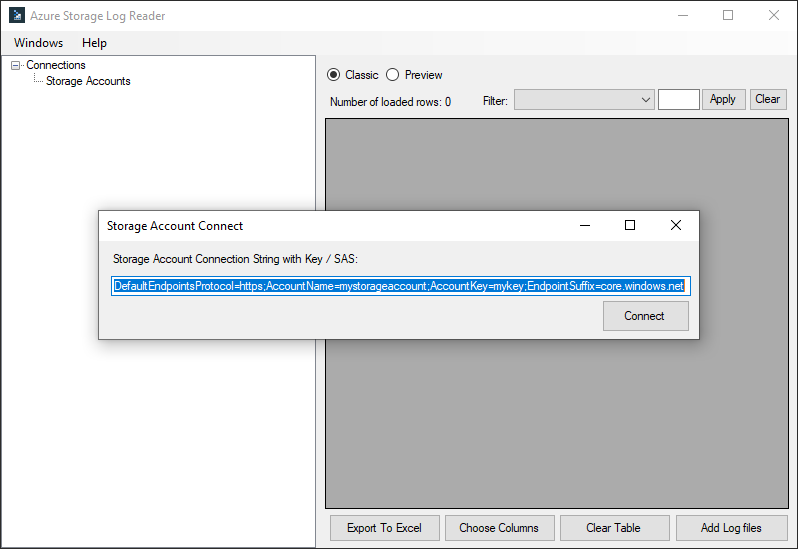 Azure Storage Log Reader
Windows Help
Connections
Storage Accounts
Classic Preview
Number of loaded rows: 0 Filter: Apply Clear
Storage Account Connect
Storage Account Connection String with Key / SAS:
DefaultEndpointsProtocol=https;AccountName=mystorageaccount;AccountKey=mykey;EndpointSuffix=core.windows.net
Connect
Export To Excel Choose Columns Clear Table Add Log files